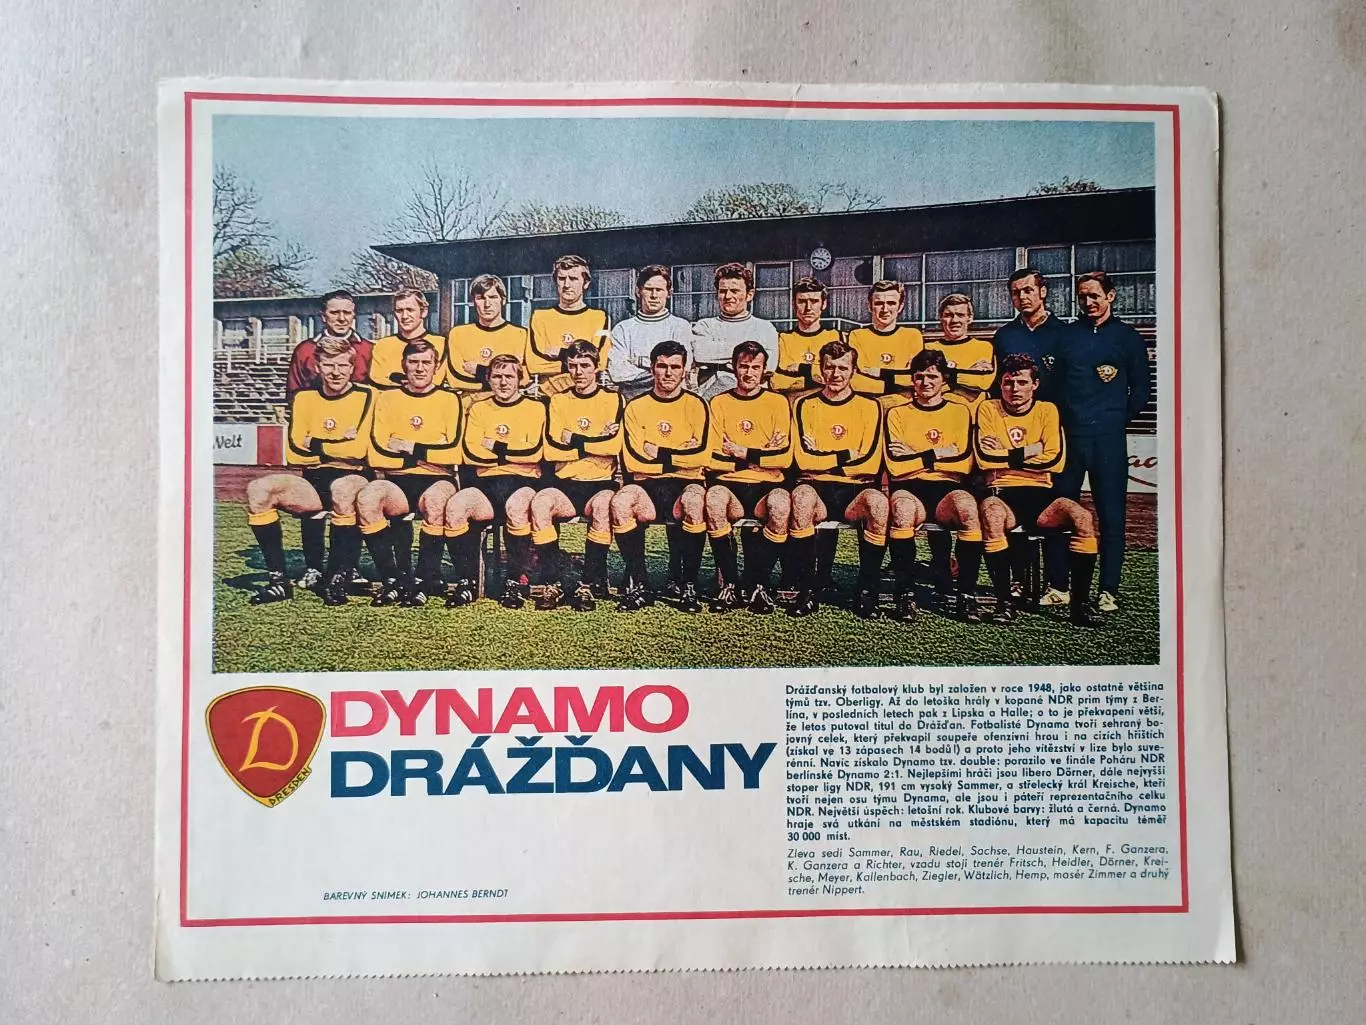 Welt
D
DRESDEN
DYNAMO
DRÁŽĎANY
BAREVNÝ SNIMEK: JOHANNES BERNDT
Drážďanský fotbalový klub byl založen v roce 1948, jako ostatně většina
týmů tzv. Oberligy. Až do letoška hrály v kopané NDR prim týmy z Ber-
lína, v posledních letech pak z Lipska a Halle; o to je překvapení větší,
že letos putoval titul do Drážďan. Fotbalisté Dynama tvoří sehraný bo-
jovný celek, který překvapil soupeře ofenzivní hrou i na cizích hřištích
(získal ve 13 zápasech 14 bodů!) a proto jeho vítězství v lize bylo suve-
rénní. Navíc získalo Dynamo tzv. double: porazilo ve finále Poháru NDR
berlínské Dynamo 2:1. Nejlepšími hráči jsou libero Dörner, dále nejvyšší
stoper ligy NDR, 191 cm vysoký Sammer, a střelecký král Kreische, kteří
tvoří nejen osu týmu Dynama, ale jsou i páteří reprezentačního celku
NDR. Největší úspěch: letošní rok. Klubové barvy: žlutá a černá. Dynamo
hraje svá utkání na městském stadiónu, který má kapacitu téměř
30 000 míst.
Zleva sedí Sammer, Rau, Riedel, Sachse, Haustein, Kern, F. Ganzera,
K. Ganzera a Richter, vzadu stojí trenér Fritsch, Heidler, Dörner, Krei-
sche, Meyer, Kallenbach, Ziegler, Wätzlich, Hemp, masér Zimmer a druhý
trenér Nippert.